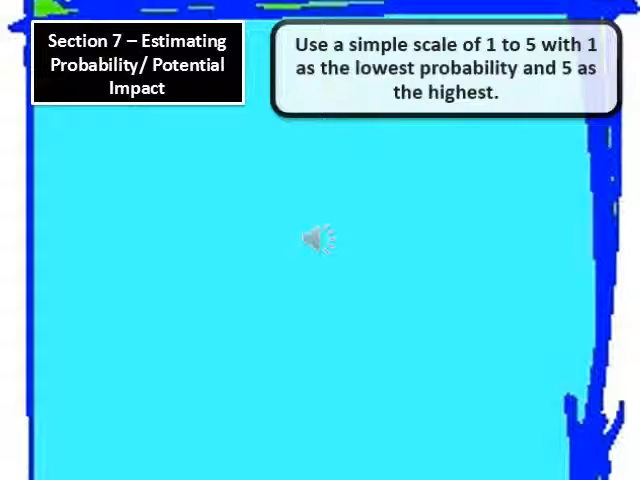 Section 7 – Estimating
Probability/ Potential
Impact
Use a simple scale of 1 to 5 with 1
as the lowest probability and 5 as
the highest.